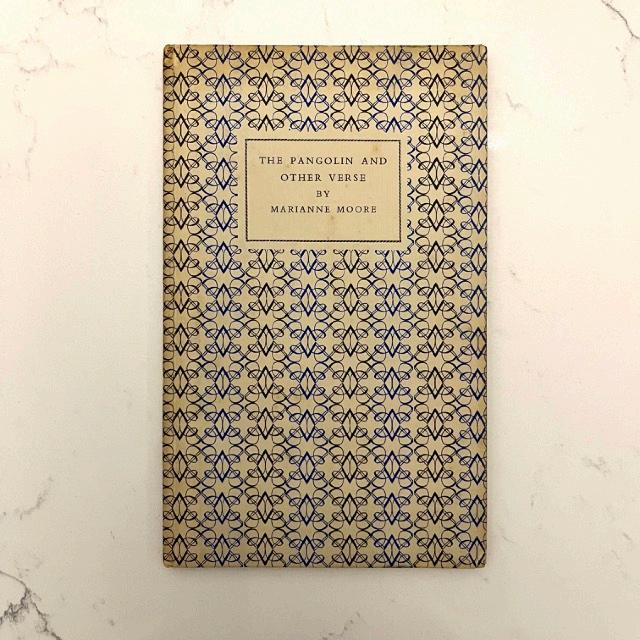 THE PANGOLIN AND
OTHER VERSE
BY
MARIANNE MOORE